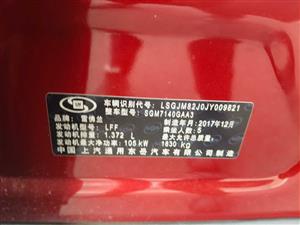 车辆识别代号 LSGJM82J0JY009621
整车型号 SGM7140GAA3
品牌 雪佛兰
制造年月 2017年12月
发动机型号 LFF
乘坐人数 5
发动机排量 1.372 L
最大允许总质量
发动机最大功率 105 kW 1830 kg
中国 上汽通用东岳汽车有限公司制造